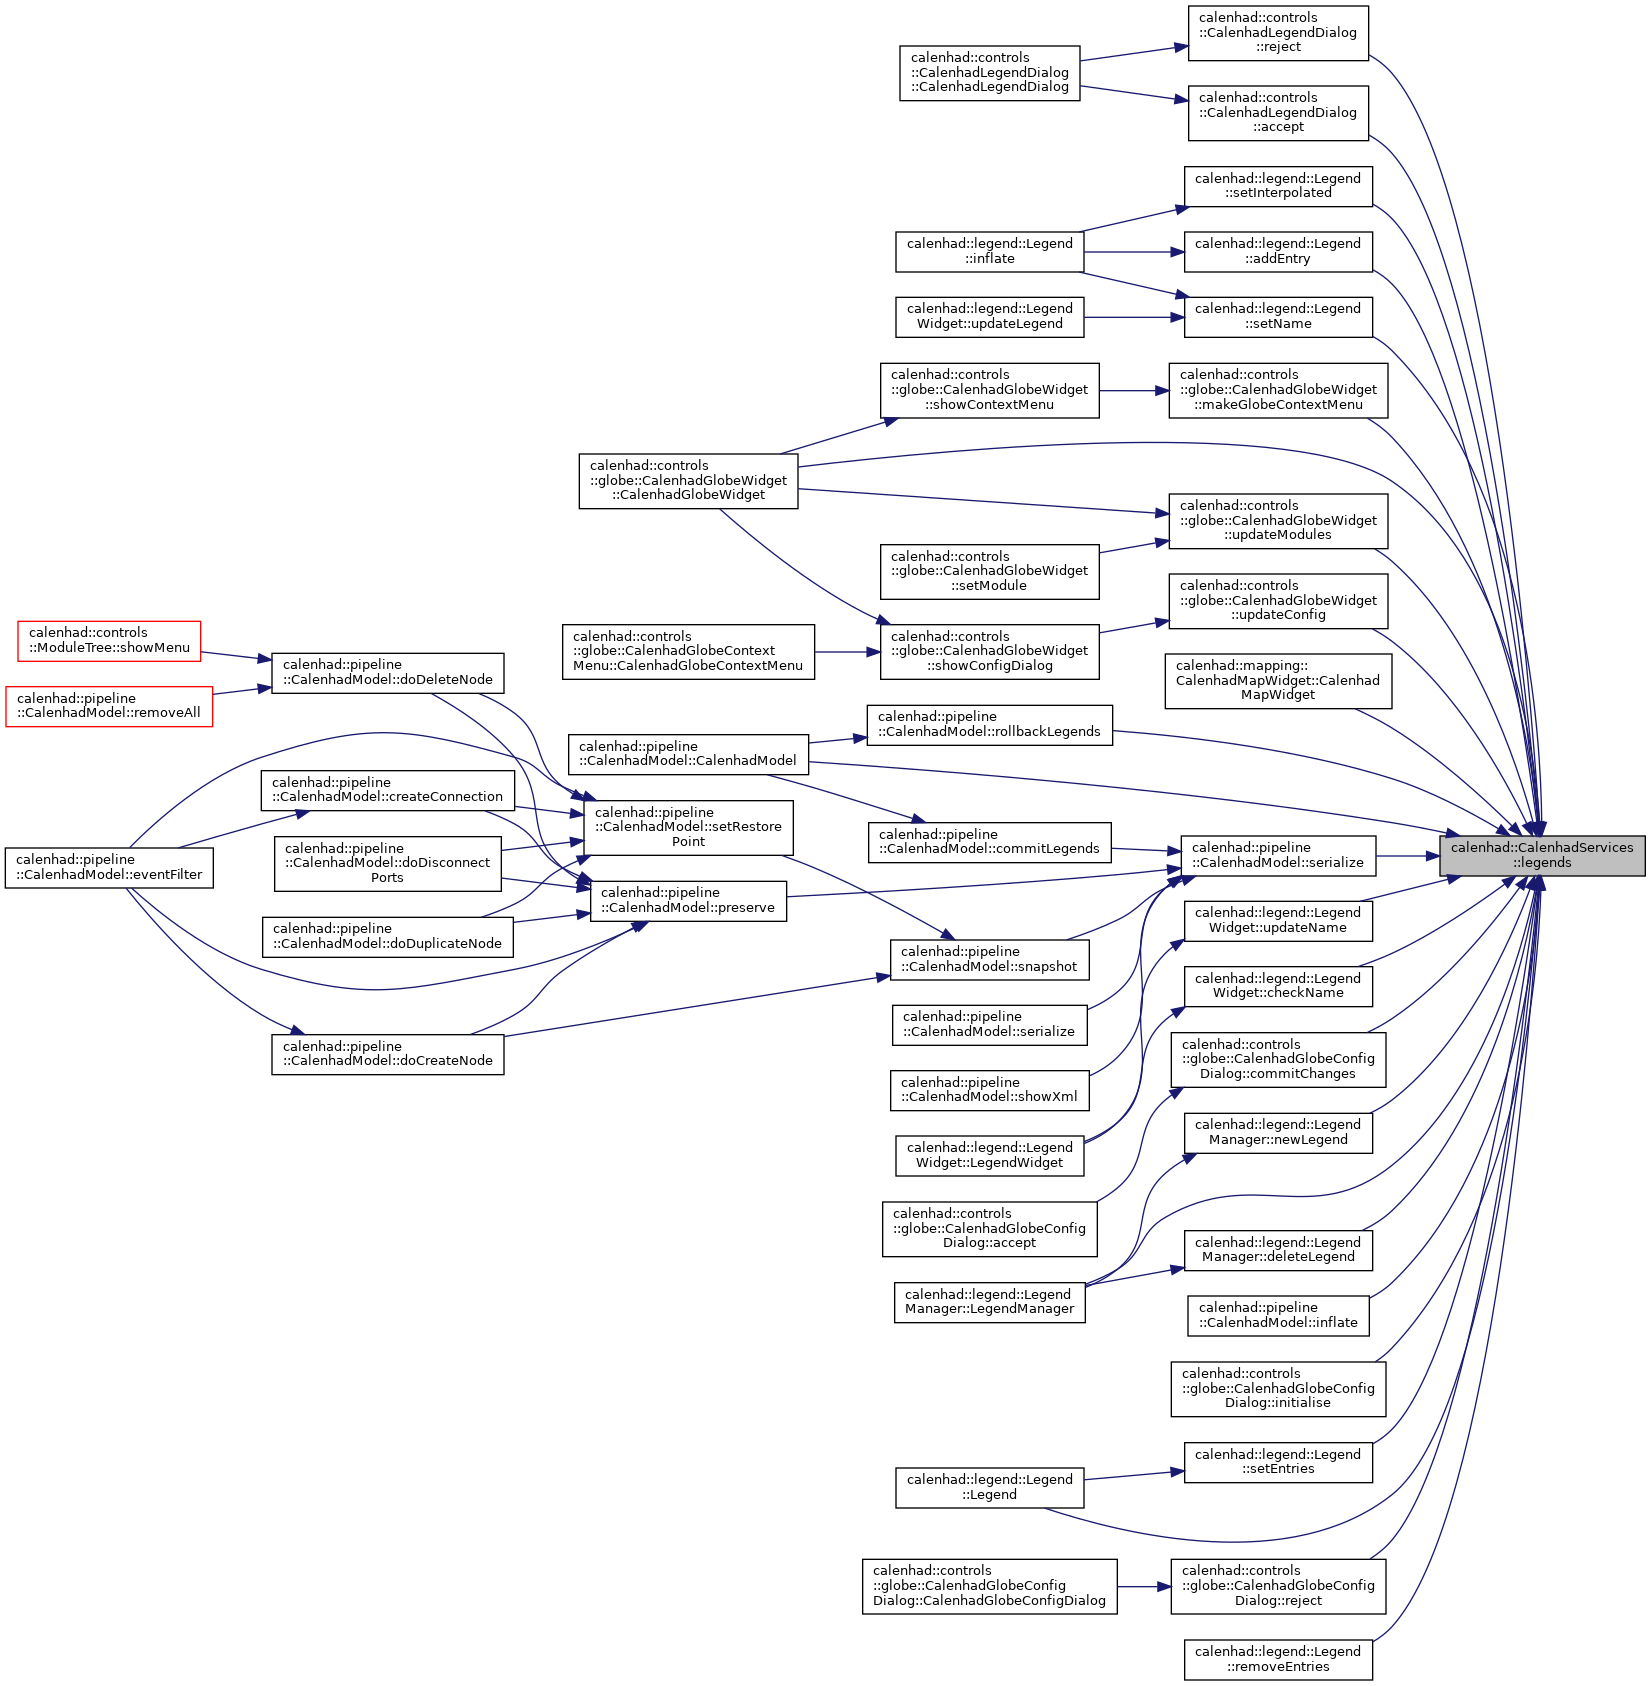 calenhad::controls
::CalenhadLegendDialog
::reject
calenhad::controls
::CalenhadLegendDialog
::CalenhadLegendDialog
calenhad::controls
::CalenhadLegendDialog
::accept
calenhad::legend::Legend
::setInterpolated
calenhad::legend::Legend
::inflate
calenhad::legend::Legend
::addEntry
calenhad::legend::Legend
Widget::updateLegend
calenhad::legend::Legend
::setName
calenhad::controls
::globe::CalenhadGlobeWidget
::showContextMenu
calenhad::controls
::globe::CalenhadGlobeWidget
::makeGlobeContextMenu
calenhad::controls
::globe::CalenhadGlobeWidget
::CalenhadGlobeWidget
calenhad::controls
::globe::CalenhadGlobeWidget
::updateModules
calenhad::controls
::globe::CalenhadGlobeWidget
::setModule
calenhad::controls
::globe::CalenhadGlobeWidget
::updateConfig
calenhad::controls
::ModuleTree::showMenu
calenhad::pipeline
::CalenhadModel::doDeleteNode
calenhad::controls
::globe::CalenhadGlobeContext
Menu::CalenhadGlobeContextMenu
calenhad::controls
::globe::CalenhadGlobeWidget
::showConfigDialog
calenhad::mapping::
CalenhadMapWidget::Calenhad
MapWidget
calenhad::pipeline
::CalenhadModel::removeAll
calenhad::pipeline
::CalenhadModel::rollbackLegends
calenhad::pipeline
::CalenhadModel::CalenhadModel
calenhad::pipeline
::CalenhadModel::createConnection
calenhad::pipeline
::CalenhadModel::setRestore
Point
calenhad::pipeline
::CalenhadModel::commitLegends
calenhad::pipeline
::CalenhadModel::serialize
calenhad::CalenhadServices
::legends
calenhad::pipeline
::CalenhadModel::eventFilter
calenhad::pipeline
::CalenhadModel::doDisconnect
Ports
calenhad::pipeline
::CalenhadModel::preserve
calenhad::legend::Legend
Widget::updateName
calenhad::pipeline
::CalenhadModel::doDuplicateNode
calenhad::pipeline
::CalenhadModel::snapshot
calenhad::legend::Legend
Widget::checkName
calenhad::pipeline
::CalenhadModel::serialize
calenhad::pipeline
::CalenhadModel::doCreateNode
calenhad::controls
::globe::CalenhadGlobeConfig
Dialog::commitChanges
calenhad::pipeline
::CalenhadModel::showXml
calenhad::legend::Legend
Manager::newLegend
calenhad::legend::Legend
Widget::LegendWidget
calenhad::controls
::globe::CalenhadGlobeConfig
Dialog::accept
calenhad::legend::Legend
Manager::deleteLegend
calenhad::legend::Legend
Manager::LegendManager
calenhad::pipeline
::CalenhadModel::inflate
calenhad::controls
::globe::CalenhadGlobeConfig
Dialog::initialise
calenhad::legend::Legend
::setEntries
calenhad::legend::Legend
::Legend
calenhad::controls
::globe::CalenhadGlobeConfig
Dialog::CalenhadGlobeConfigDialog
calenhad::controls
::globe::CalenhadGlobeConfig
Dialog::reject
calenhad::legend::Legend
::removeEntries